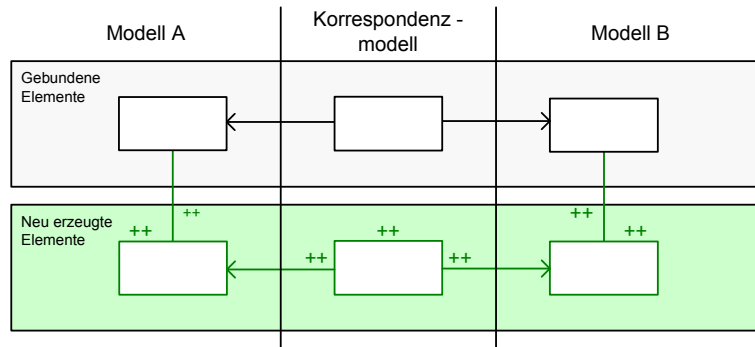 Modell A
Korrespondenz -
modell
Modell B
Gebundene
Elemente
Neu erzeugte
Elemente
++
++
++
++
++
++
++